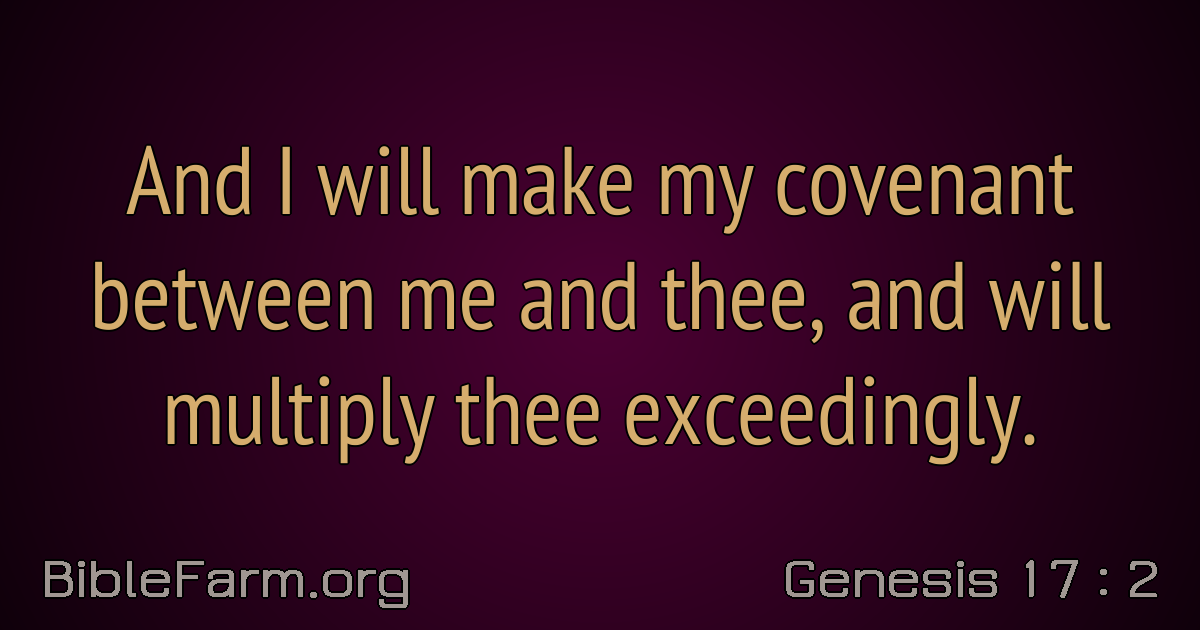 And I will make my covenant
between me and thee, and will
multiply thee exceedingly.
BibleFarm.org
Genesis 17 : 2